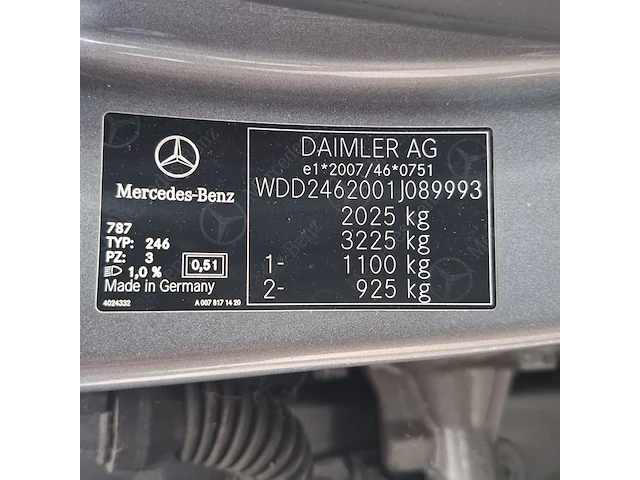 Mercedes-Benz
787
TYP: 246
PZ: 3
1,0 % 0,51
Made in Germany
4024332 A 007 817 14 20
DAIMLER AG
e1*2007/46*0751
WDD2462001J089993
2025 kg
3225 kg
1- 1100 kg
2- 925 kg